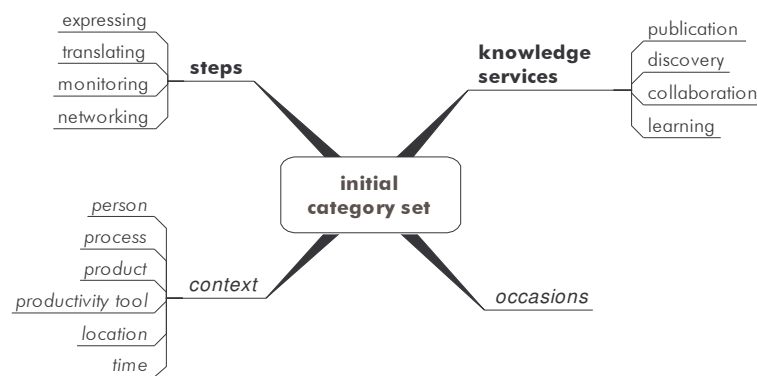 expressing
translating
monitoring
networking
steps
knowledge
services
publication
discovery
collaboration
learning
initial
category set
person
process
product
productivity tool
location
time
context
occasions